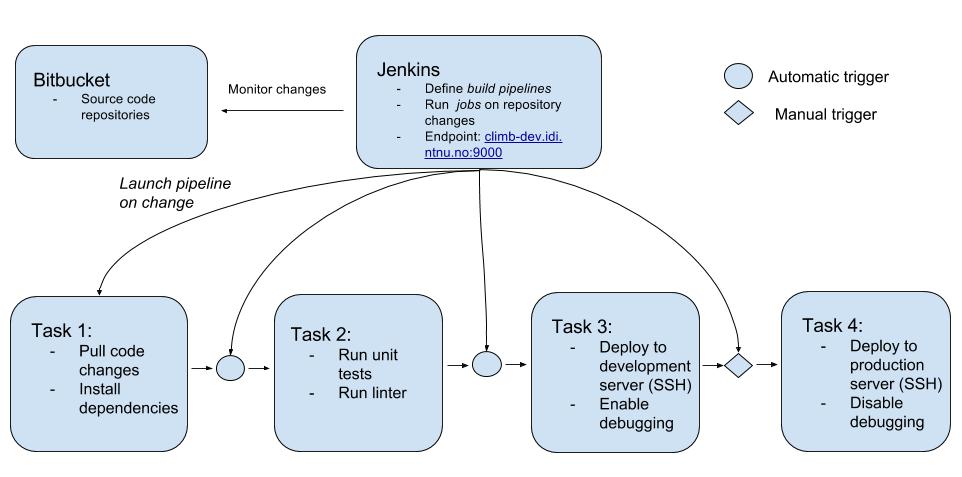 Bitbucket
- Source code
repositories
Monitor changes
Jenkins
- Define build pipelines
- Run jobs on repository
changes
- Endpoint: climb-dev.idi.
ntnu.no:9000
Automatic trigger
Manual trigger
Launch pipeline
on change
Task 1:
- Pull code
changes
- Install
dependencies
Task 2:
- Run unit
tests
- Run linter
Task 3:
- Deploy to
development
server (SSH)
- Enable
debugging
Task 4:
- Deploy to
production
server (SSH)
- Disable
debugging